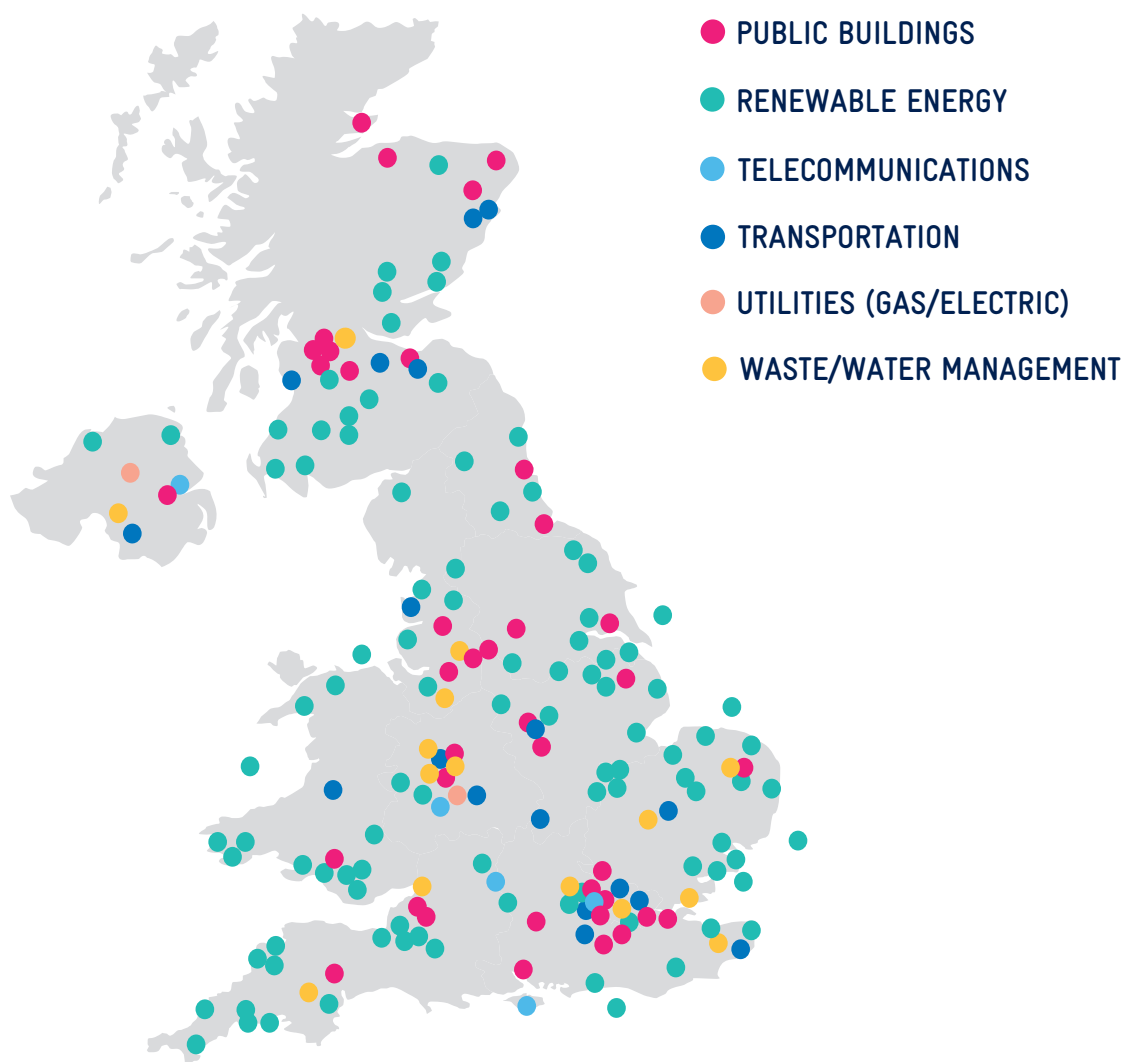 PUBLIC BUILDINGS
RENEWABLE ENERGY
TELECOMMUNICATIONS
TRANSPORTATION
UTILITIES (GAS/ELECTRIC)
WASTE/WATER MANAGEMENT